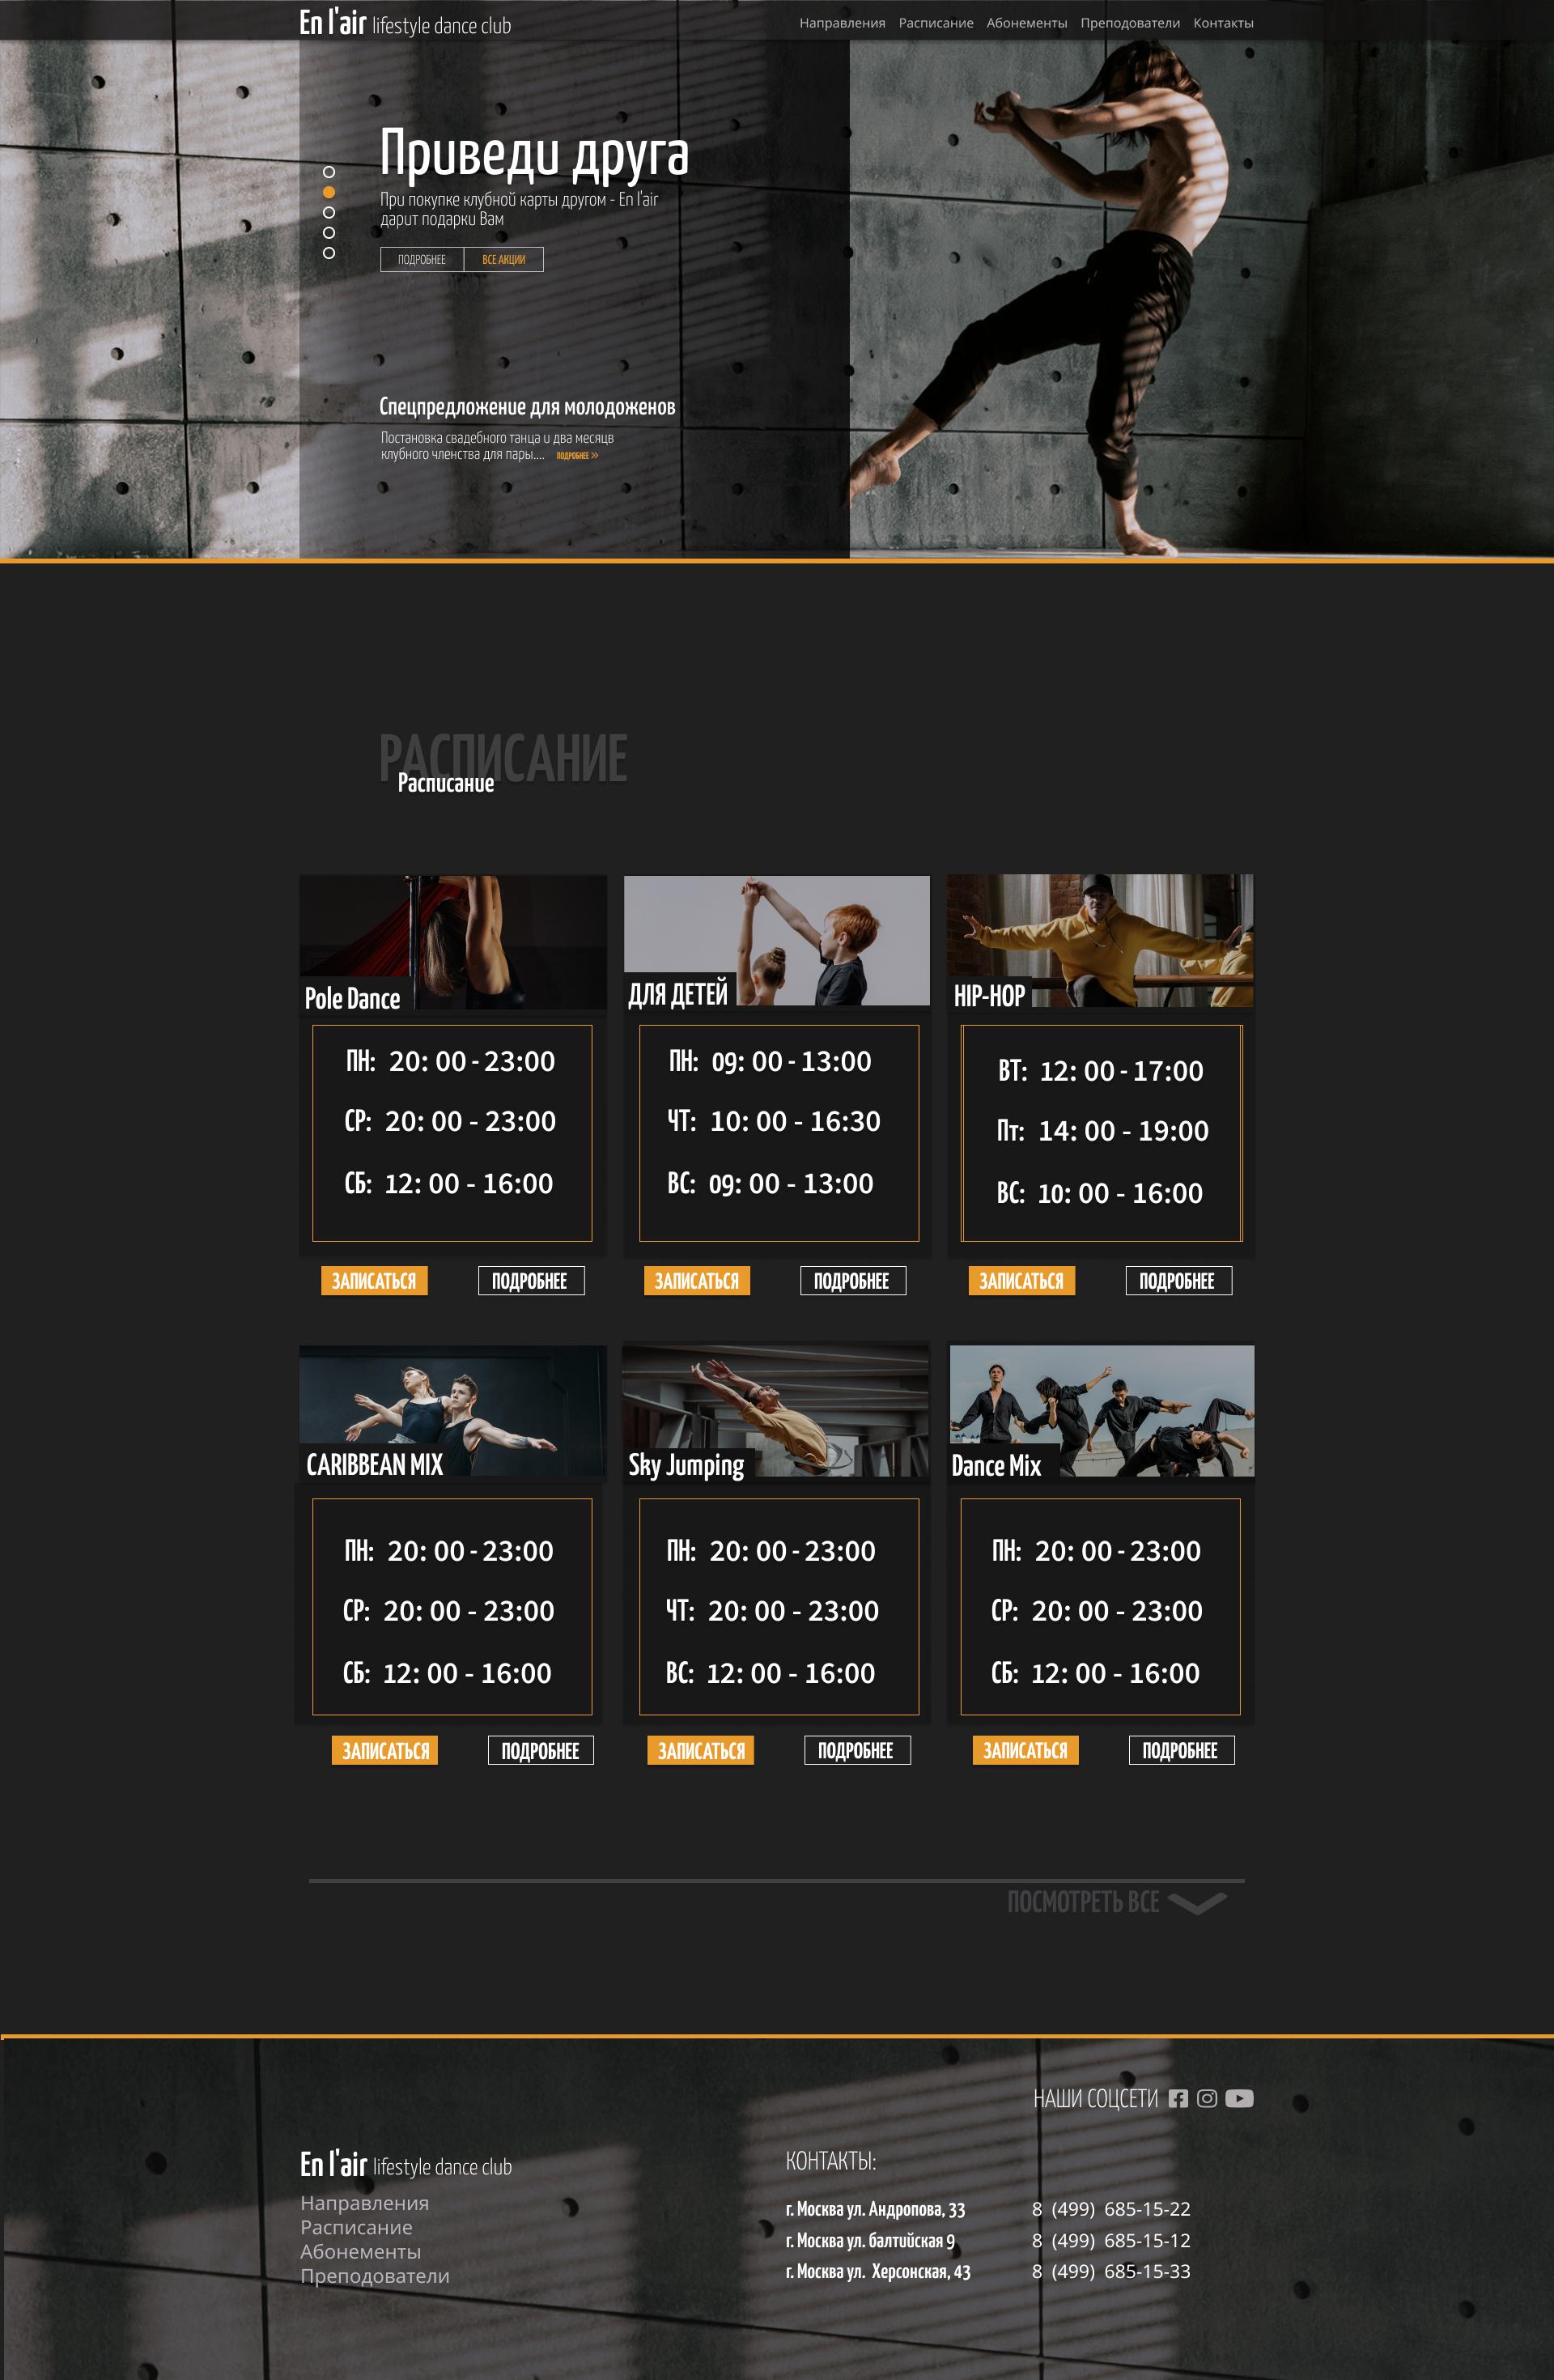 En l'air lifestyle dance club
Направления Расписание Абонементы Преподователи Контакты
Приведи друга
При покупке клубной карты другом - En l'air
дарит подарки Вам
ПОДРОБНЕЕ ВСЕ АКЦИИ
Спецпредложение для молодоженов
Постановка свадебного танца и два месяцв
клубного членства для пары.... ПОДРОБНЕЕ >>
РАСПИСАНИЕ
Расписание
Pole Dance
ПН: 20: 00 - 23:00
СР: 20: 00 - 23:00
СБ: 12: 00 - 16:00
ЗАПИСАТЬСЯ ПОДРОБНЕЕ
ДЛЯ ДЕТЕЙ
ПН: 09: 00 - 13:00
ЧТ: 10: 00 - 16:30
ВС: 09: 00 - 13:00
ЗАПИСАТЬСЯ ПОДРОБНЕЕ
HIP-HOP
ВТ: 12: 00 - 17:00
Пт: 14: 00 - 19:00
ВС: 10: 00 - 16:00
ЗАПИСАТЬСЯ ПОДРОБНЕЕ
CARIBBEAN MIX
ПН: 20: 00 - 23:00
СР: 20: 00 - 23:00
СБ: 12: 00 - 16:00
ЗАПИСАТЬСЯ ПОДРОБНЕЕ
Sky Jumping
ПН: 20: 00 - 23:00
ЧТ: 20: 00 - 23:00
ВС: 12: 00 - 16:00
ЗАПИСАТЬСЯ ПОДРОБНЕЕ
Dance Mix
ПН: 20: 00 - 23:00
СР: 20: 00 - 23:00
СБ: 12: 00 - 16:00
ЗАПИСАТЬСЯ ПОДРОБНЕЕ
ПОСМОТРЕТЬ ВСЕ
НАШИ СОЦСЕТИ
En l'air lifestyle dance club
Направления
Расписание
Абонементы
Преподователи
КОНТАКТЫ:
г. Москва ул. Андропова, 33 8 (499) 685-15-22
г. Москва ул. балтийская 9 8 (499) 685-15-12
г. Москва ул. Херсонская, 43 8 (499) 685-15-33